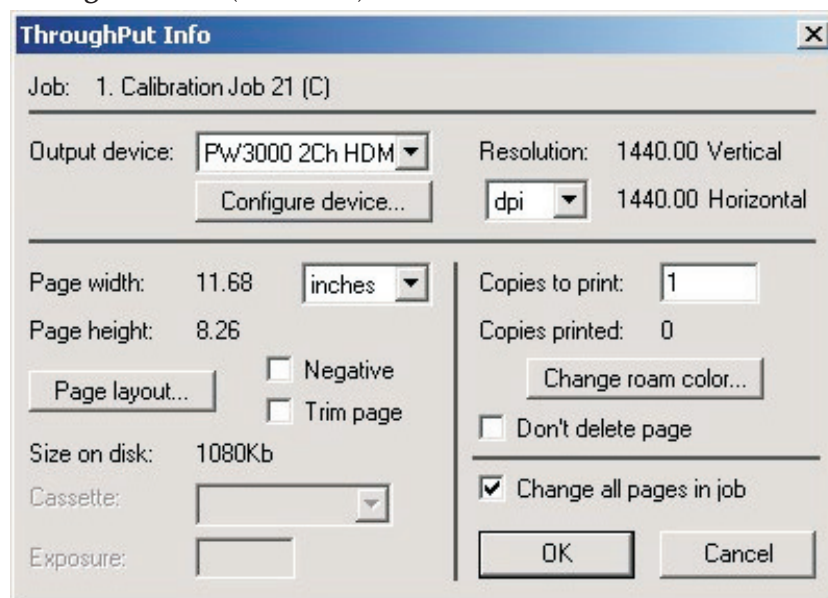 ThroughPut Info
Job: 1. Calibration Job 21 (C)
Output device: PW3000 2Ch HDM
Configure device...
Resolution: 1440.00 Vertical
dpi 1440.00 Horizontal
Page width: 11.68 inches
Page height: 8.26
Page layout...
Negative
Trim page
Size on disk: 1080Kb
Cassette:
Exposure:
Copies to print: 1
Copies printed: 0
Change roam color...
Don't delete page
Change all pages in job
OK Cancel